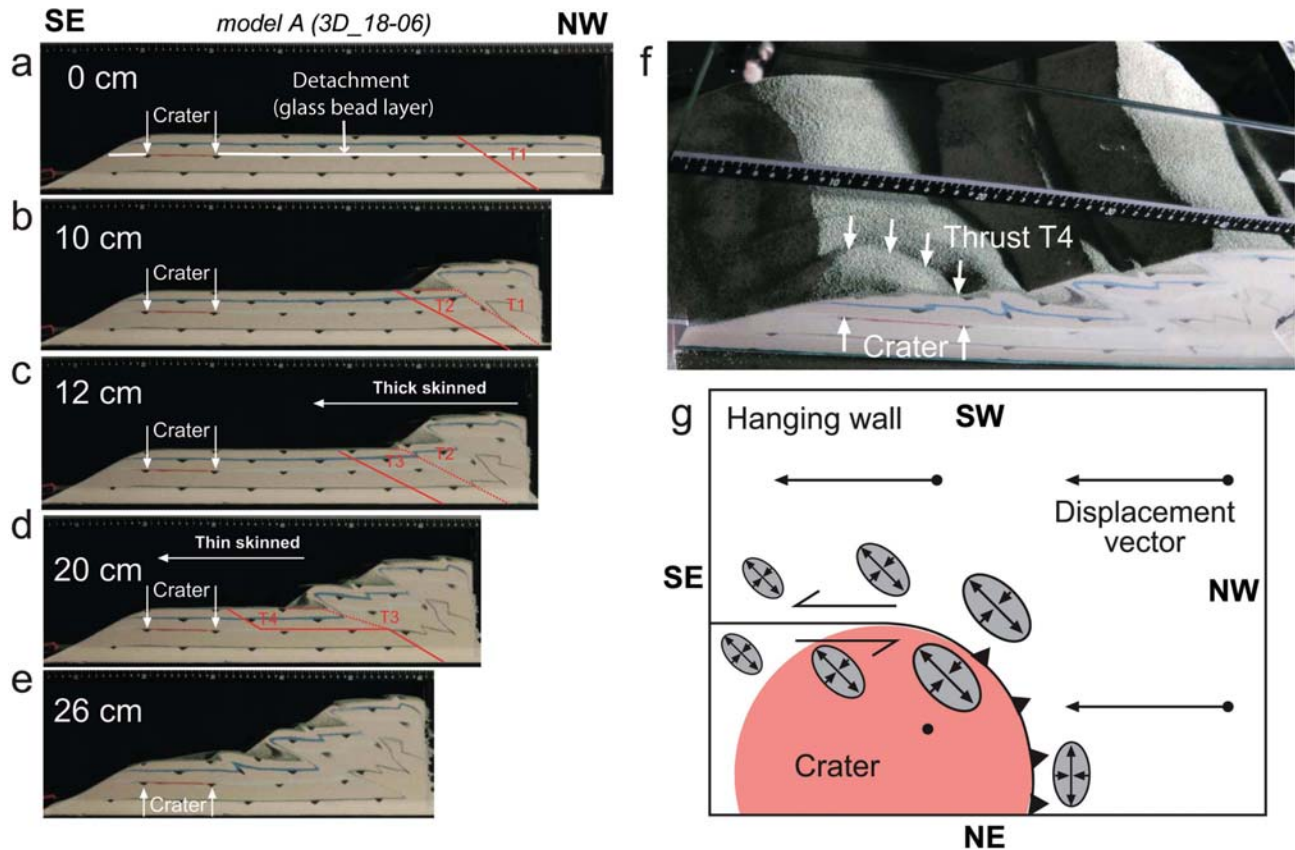 SE
model A (3D_18-06)
NW
a
0 cm
Detachment
(glass bead layer)
Crater
T1
b
10 cm
Crater
T2
T1
c
12 cm
Thick skinned
Crater
T3
T2
d
20 cm
Thin skinned
Crater
T4
T3
e
26 cm
Crater
f
Thrust T4
Crater
g
Hanging wall
SW
Displacement
vector
SE
NW
Crater
NE